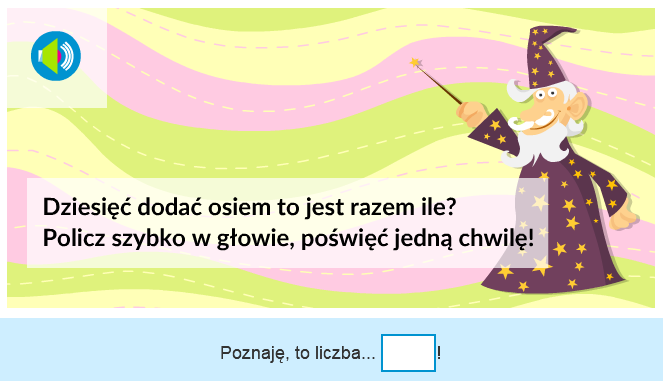 Dziesięć dodać osiem to jest razem ile?
Policz szybko w głowie, poświęć jedną chwilę!
Poznaję, to liczba... !